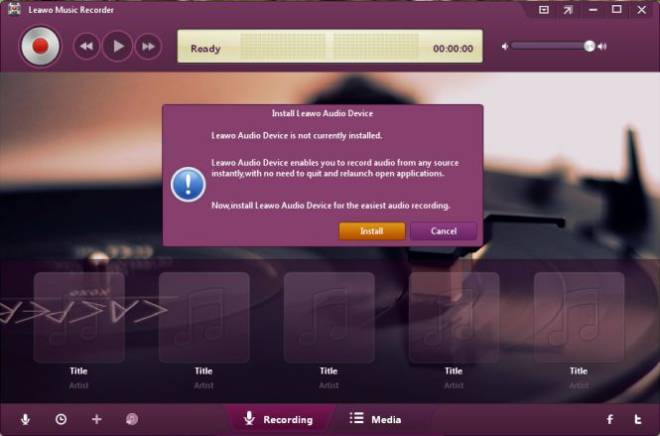 Leawo Music Recorder
Ready
00:00:00
Install Leawo Audio Device
Leawo Audio Device is not currently installed.
Leawo Audio Device enables you to record audio from any source
instantly,with no need to quit and relaunch open applications.
Now,install Leawo Audio Device for the easiest audio recording.
Install Cancel
CASPER
Title Title Title Title Title
Artist Artist Artist Artist Artist
Recording Media